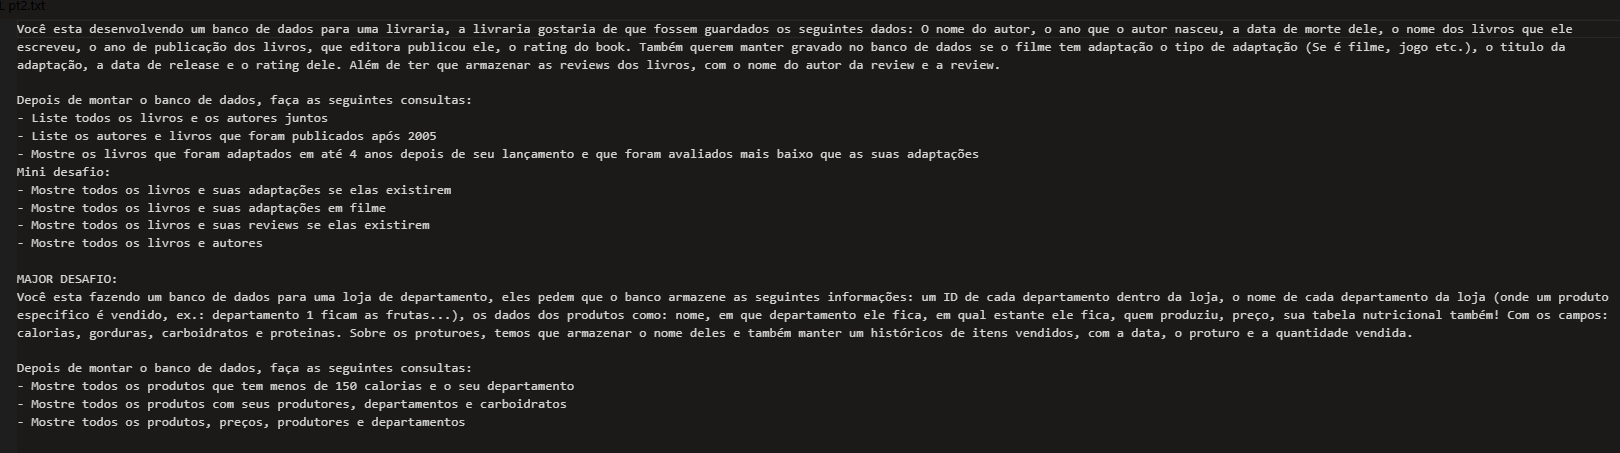 pt2.txt
Você esta desenvolvendo um banco de dados para uma livraria, a livraria gostaria de que fossem guardados os seguintes dados: O nome do autor, o ano que o autor nasceu, a data de morte dele, o nome dos livros que ele
escreveu, o ano de publicação dos livros, que editora publicou ele, o rating do book. Também querem manter gravado no banco de dados se o filme tem adaptação o tipo de adaptação (Se é filme, jogo etc.), o titulo da
adaptação, a data de release e o rating dele. Além de ter que armazenar as reviews dos livros, com o nome do autor da review e a review.
Depois de montar o banco de dados, faça as seguintes consultas:
- Liste todos os livros e os autores juntos
- Liste os autores e livros que foram publicados após 2005
- Mostre os livros que foram adaptados em até 4 anos depois de seu lançamento e que foram avaliados mais baixo que as suas adaptações
Mini desafio:
- Mostre todos os livros e suas adaptações se elas existirem
- Mostre todos os livros e suas adaptações em filme
- Mostre todos os livros e suas reviews se elas existirem
- Mostre todos os livros e autores
MAJOR DESAFIO:
Você esta fazendo um banco de dados para uma loja de departamento, eles pedem que o banco armazene as seguintes informações: um ID de cada departamento dentro da loja, o nome de cada departamento da loja (onde um produto
especifico é vendido, ex.: departamento 1 ficam as frutas...), os dados dos produtos como: nome, em que departamento ele fica, em qual estante ele fica, quem produziu, preço, sua tabela nutricional também! Com os campos:
calorias, gorduras, carboidratos e proteinas. Sobre os proturoes, temos que armazenar o nome deles e também manter um históricos de itens vendidos, com a data, o proturo e a quantidade vendida.
Depois de montar o banco de dados, faça as seguintes consultas:
- Mostre todos os produtos que tem menos de 150 calorias e o seu departamento
- Mostre todos os produtos com seus produtores, departamentos e carboidratos
- Mostre todos os produtos, preços, produtores e departamentos